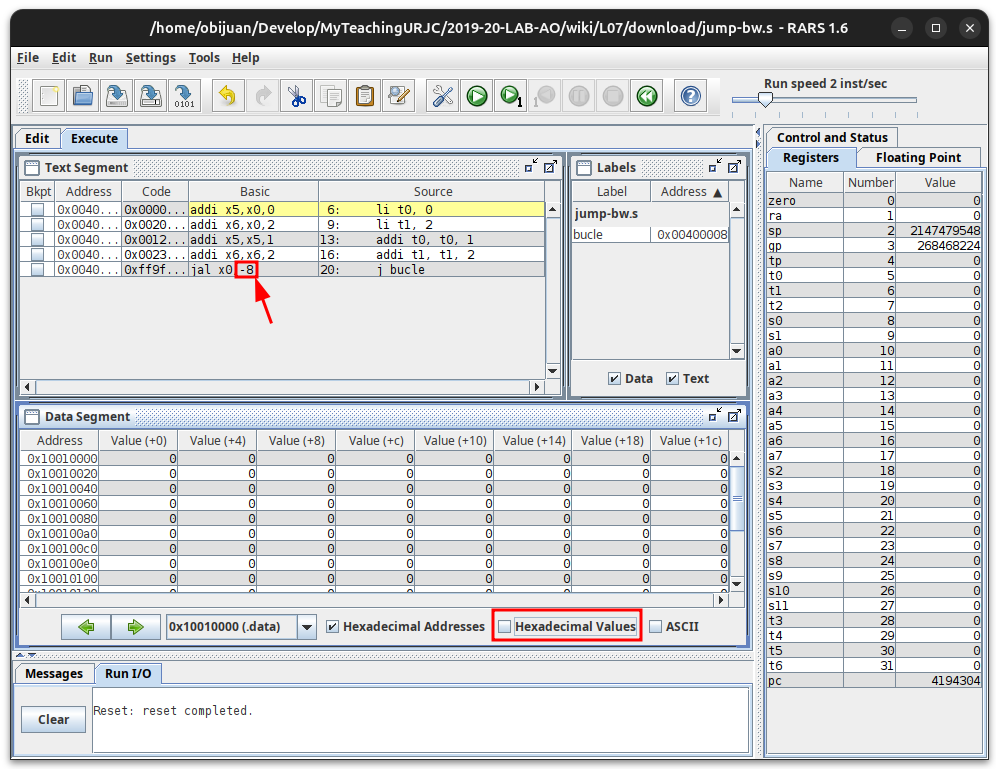 /home/obijuan/Develop/MyTeachingURJC/2019-20-LAB-AO/wiki/L07/download/jump-bw.s - RARS 1.6
File Edit Run Settings Tools Help
Run speed 2 inst/sec
Edit Execute
Text Segment
Bkpt Address Code Basic Source
0x0040... 0x0000... addi x5,x0,0 6: li t0, 0
0x0040... 0x0020... addi x6,x0,2 9: li t1, 2
0x0040... 0x0012... addi x5,x5,1 13: addi t0, t0, 1
0x0040... 0x0023... addi x6,x6,2 16: addi t1, t1, 2
0x0040... 0xff9f... jal x0,-8 20: j bucle
Labels
Label Address ▲
jump-bw.s
bucle 0x00400008
Data Text
Data Segment
Address Value (+0) Value (+4) Value (+8) Value (+c) Value (+10) Value (+14) Value (+18) Value (+1c)
0x10010000 0 0 0 0 0 0 0 0
0x10010020 0 0 0 0 0 0 0 0
0x10010040 0 0 0 0 0 0 0 0
0x10010060 0 0 0 0 0 0 0 0
0x10010080 0 0 0 0 0 0 0 0
0x100100a0 0 0 0 0 0 0 0 0
0x100100c0 0 0 0 0 0 0 0 0
0x100100e0 0 0 0 0 0 0 0 0
0x10010100 0 0 0 0 0 0 0 0
0x10010000 (.data) Hexadecimal Addresses Hexadecimal Values ASCII
Messages Run I/O
Clear
Reset: reset completed.
Control and Status
Registers Floating Point
Name Number Value
zero 0 0
ra 1 0
sp 2 2147479548
gp 3 268468224
tp 4 0
t0 5 0
t1 6 0
t2 7 0
s0 8 0
s1 9 0
a0 10 0
a1 11 0
a2 12 0
a3 13 0
a4 14 0
a5 15 0
a6 16 0
a7 17 0
s2 18 0
s3 19 0
s4 20 0
s5 21 0
s6 22 0
s7 23 0
s8 24 0
s9 25 0
s10 26 0
s11 27 0
t3 28 0
t4 29 0
t5 30 0
t6 31 0
pc 4194304